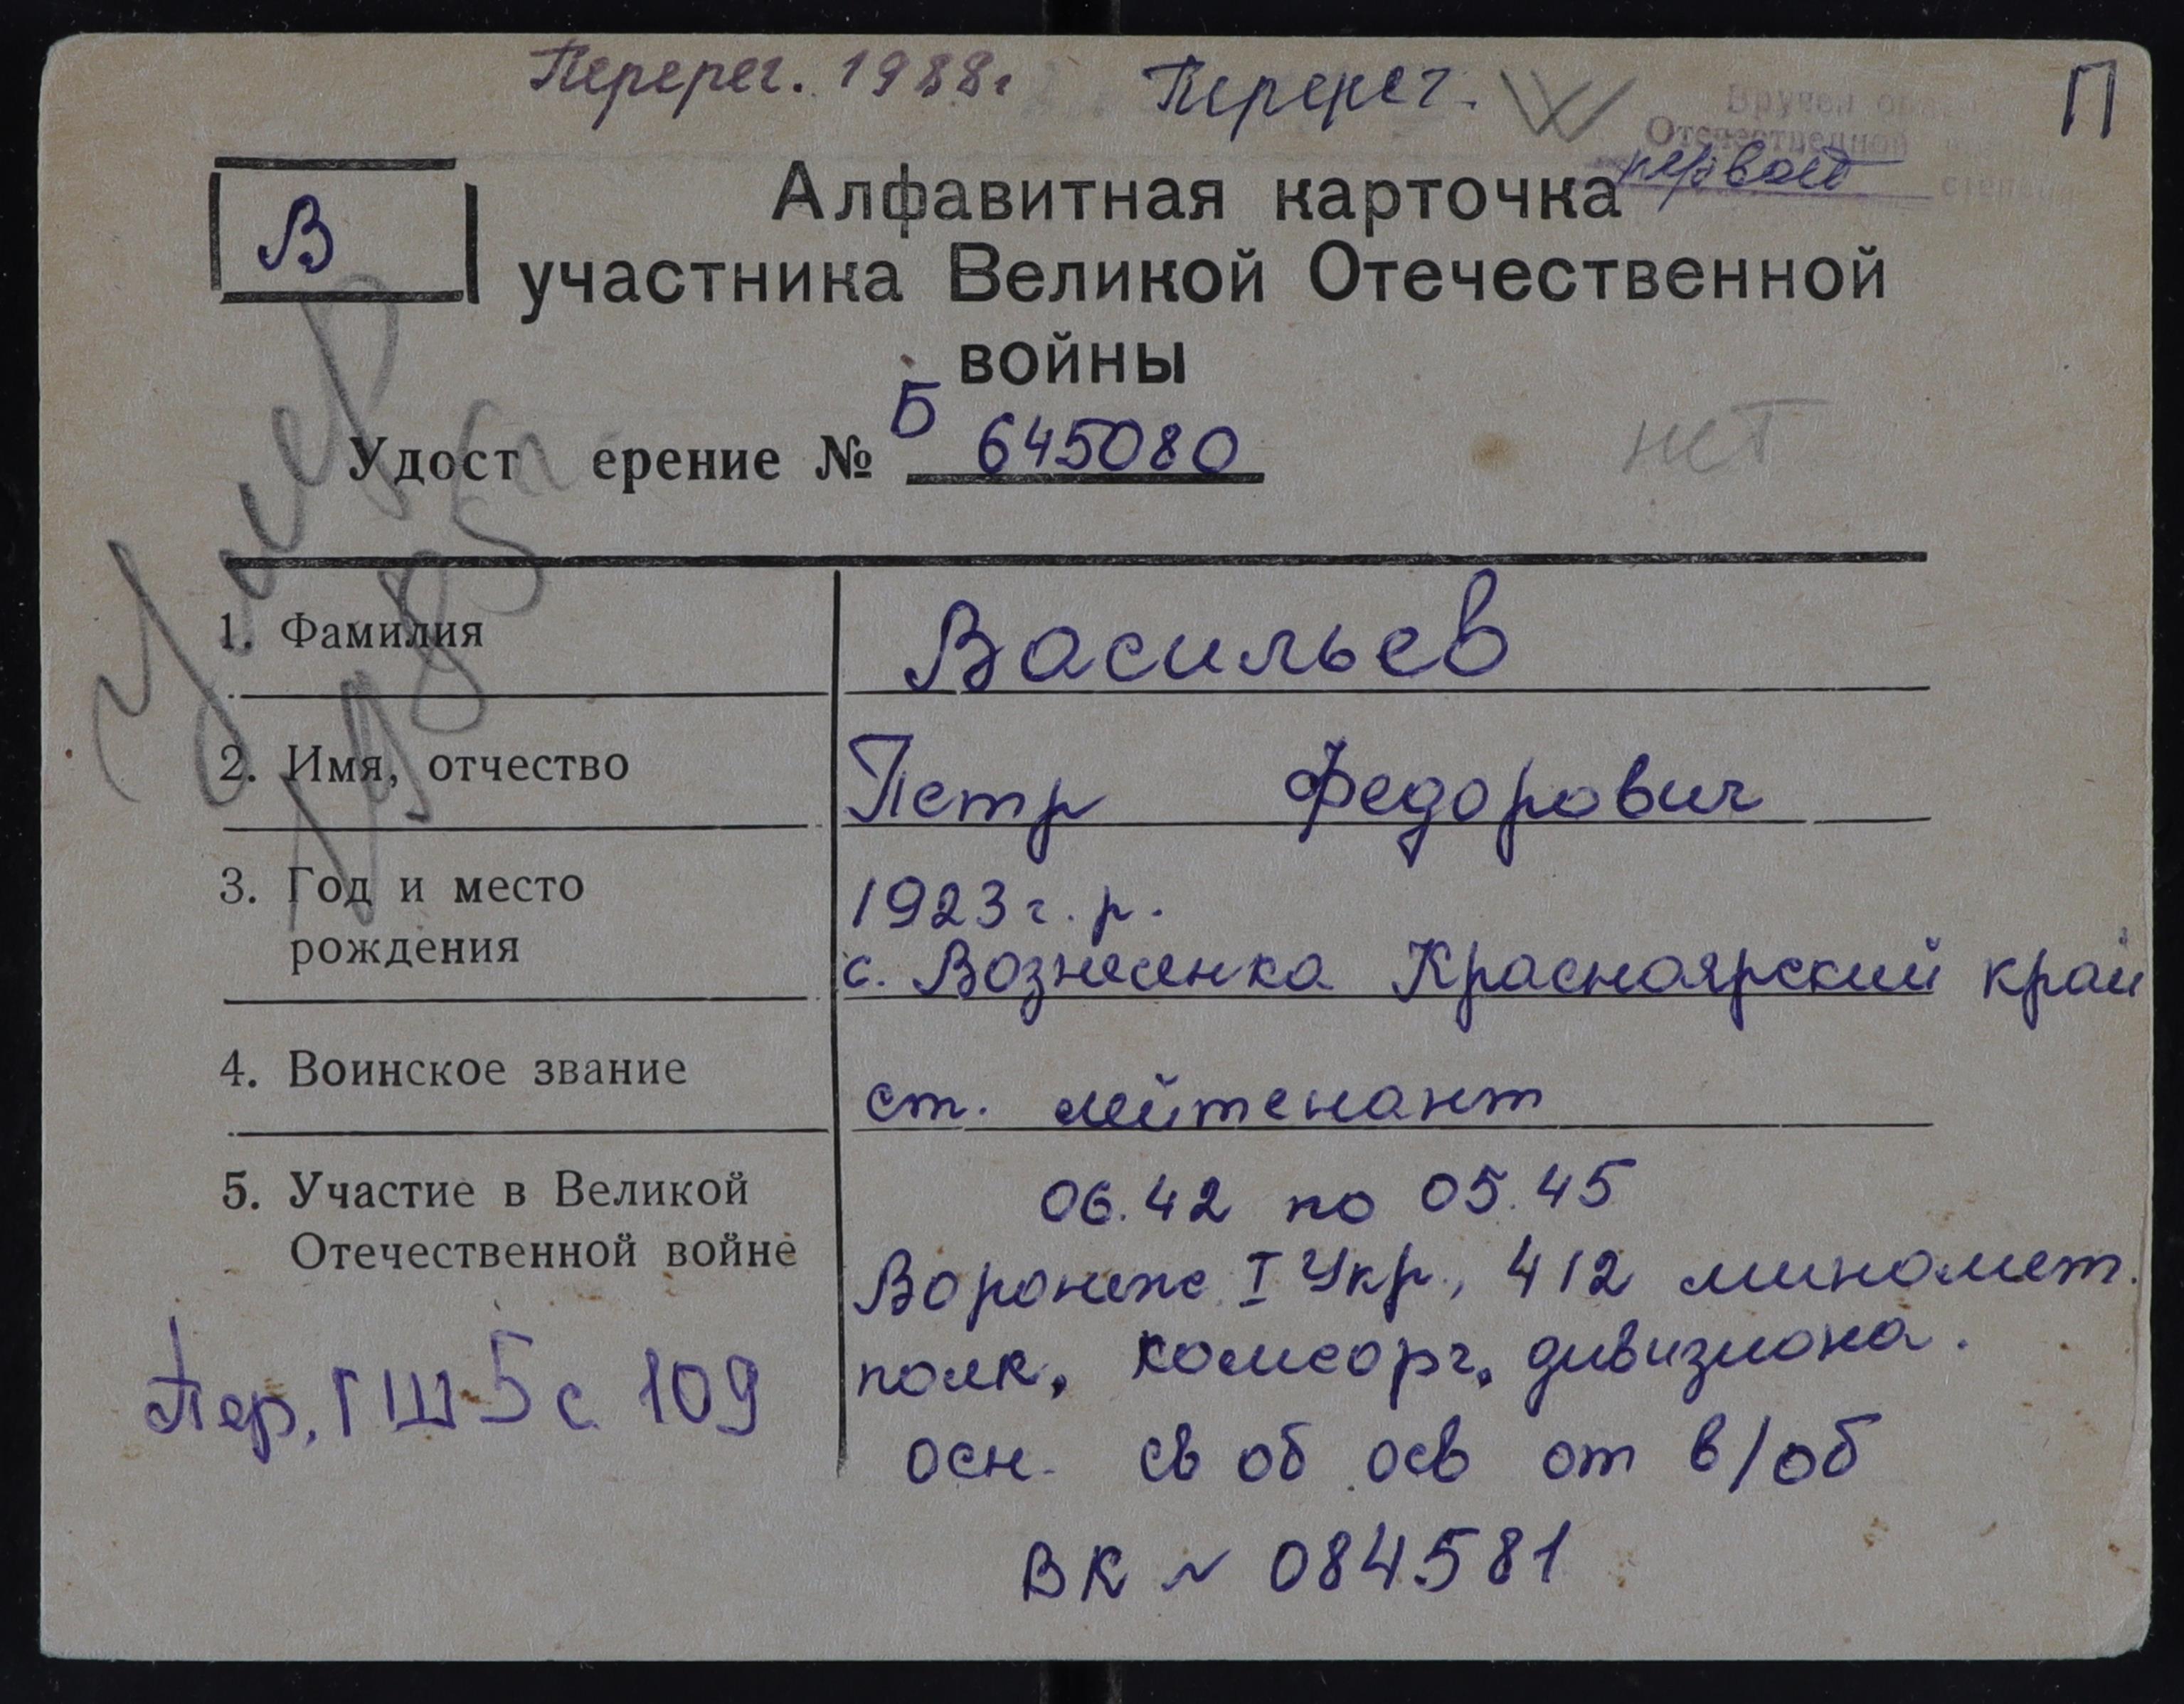 Перерег. 1988г Перерег. П
Вручен
Отечественной
первой степени
В
Алфавитная карточка
участника Великой Отечественной
войны
Удост ерение № Б 645080
нет
Умер
1985г
1. Фамилия Васильев
2. Имя, отчество Петр Федорович
3. Год и место 1923 г. р.
рождения с. Вознесенка Красноярский край
4. Воинское звание ст. лейтенант
5. Участие в Великой 06.42 по 05.45
Отечественной войне Воронеж I Укр., 412 миномет.
полк, комсорг. дивизиона.
Пер. ГШ 5 с 109
осн. св об осв от в/об
ВК № 084581